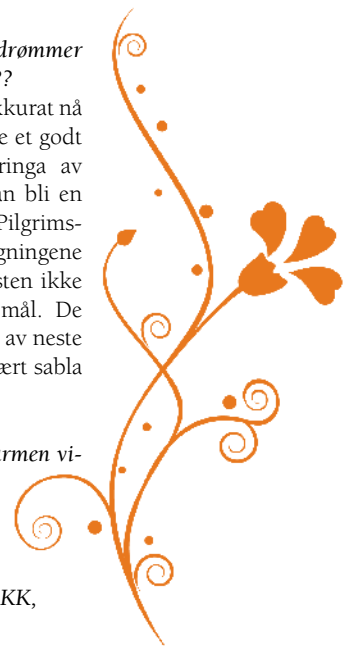 drømmer
??
kkurat nå
e et godt
ringa av
an bli en
Pilgrims-
gningene
sten ikke
mål. De
av neste
ært sabla
rmen vi-
KK,